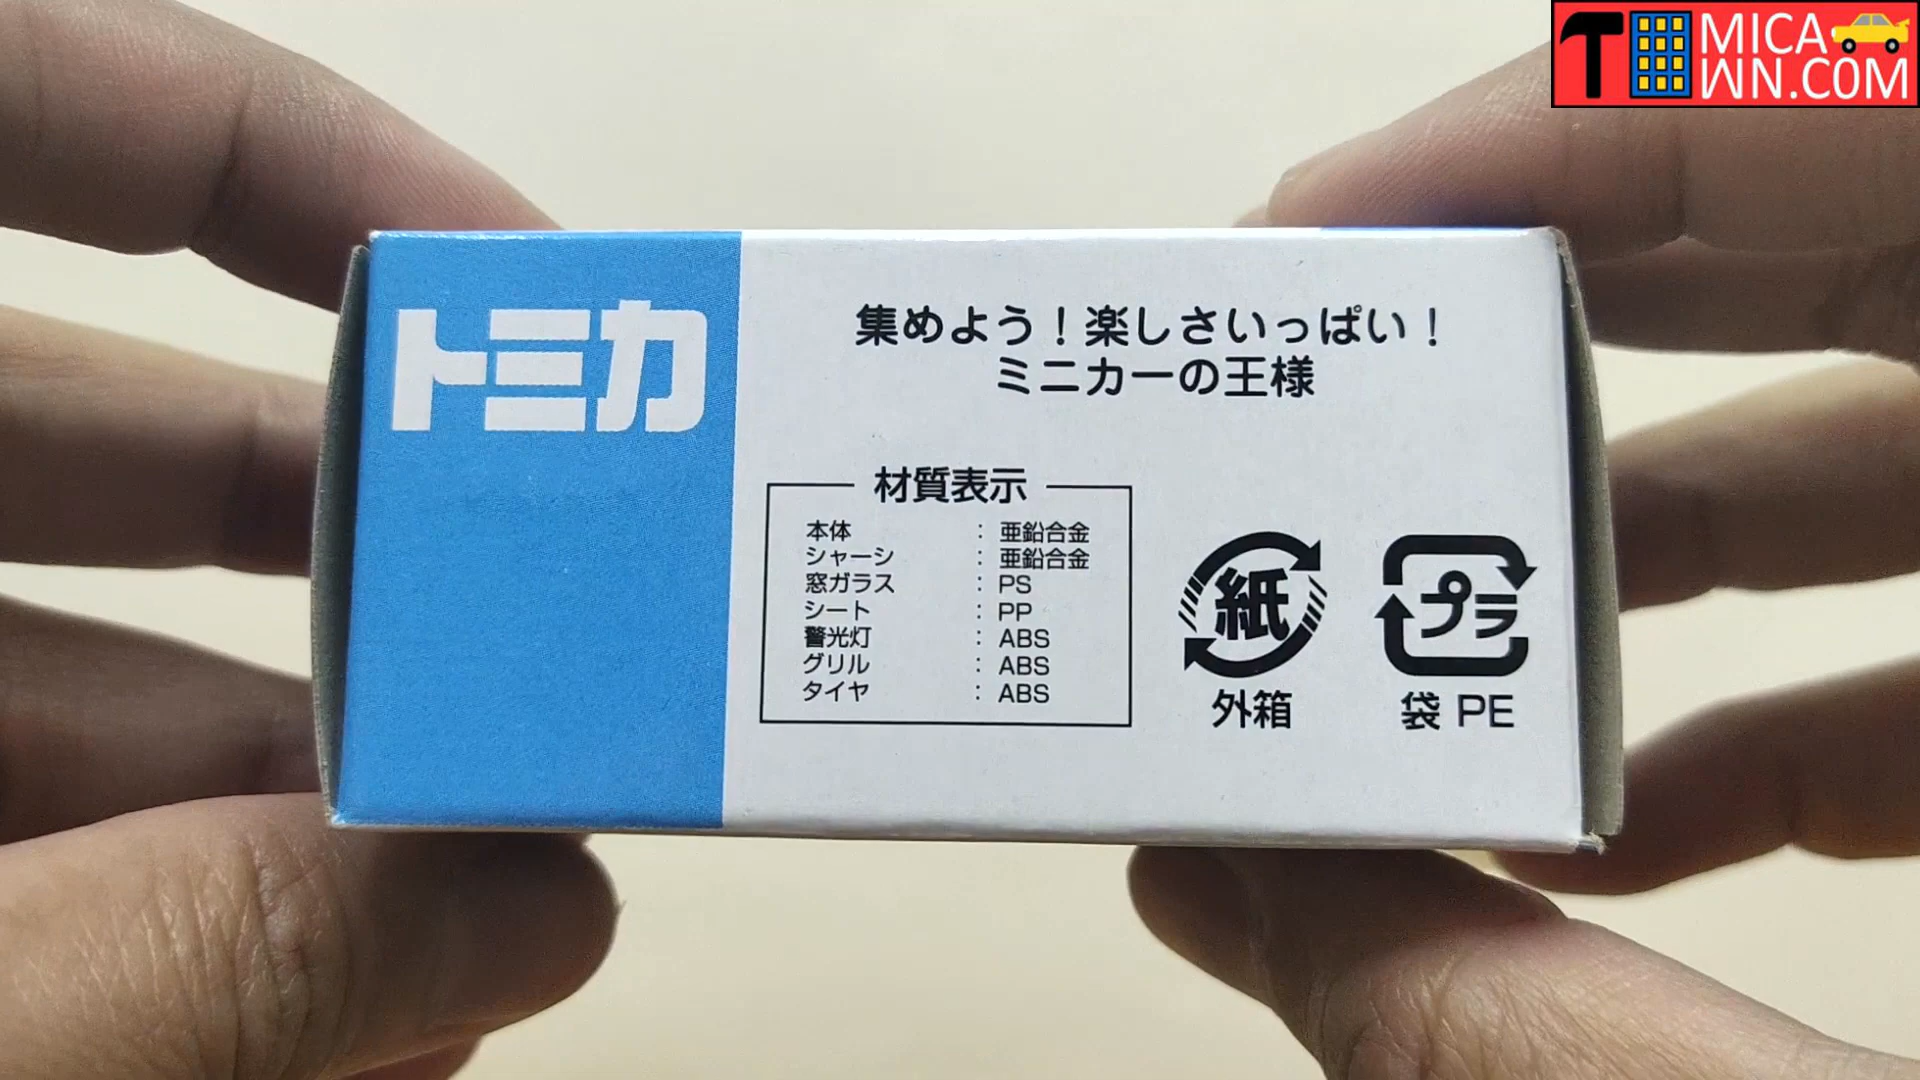 TOMICA
TOWN.COM
トミカ
集めよう！楽しさいっぱい！
ミニカーの王様
材質表示
本体 : 亜鉛合金
シャーシ : 亜鉛合金
窓ガラス : PS
シート : PP
警光灯 : ABS
グリル : ABS
タイヤ : ABS
紙
外箱
プラ
袋 PE